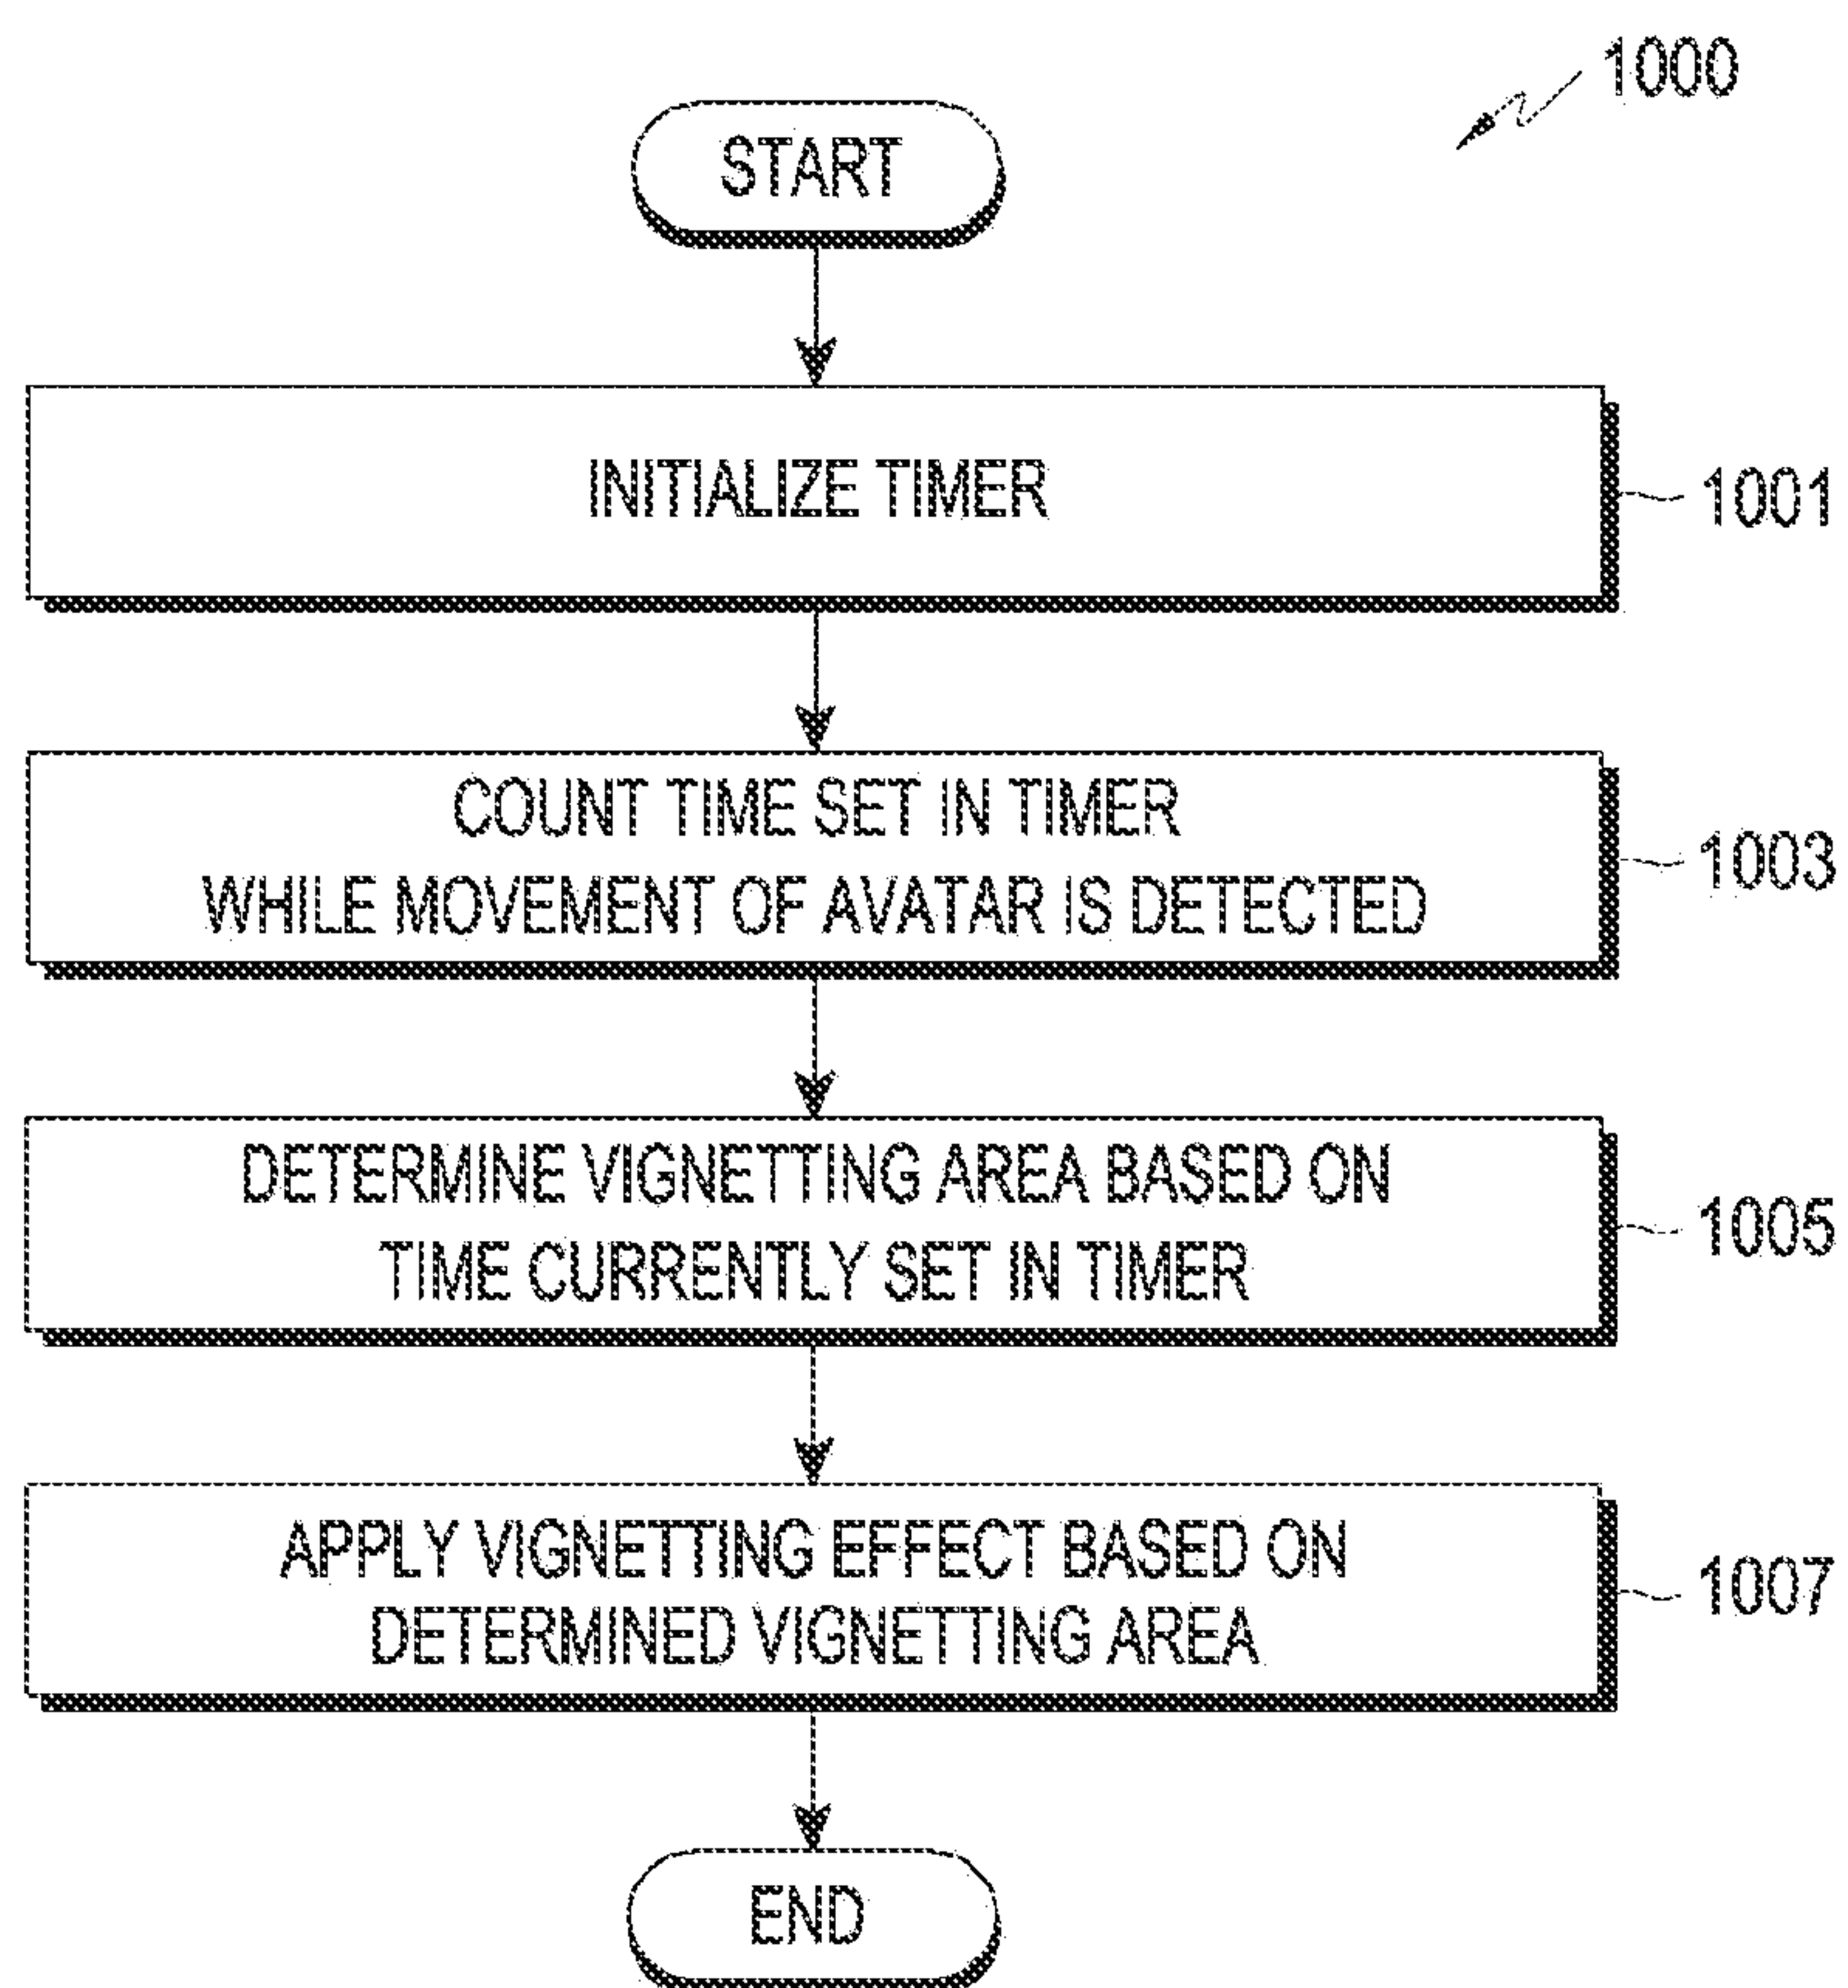 1000
START
INITIALIZE TIMER
1001
COUNT TIME SET IN TIMER
WHILE MOVEMENT OF AVATAR IS DETECTED
1003
DETERMINE VIGNETTING AREA BASED ON
TIME CURRENTLY SET IN TIMER
1005
APPLY VIGNETTING EFFECT BASED ON
DETERMINED VIGNETTING AREA
1007
END